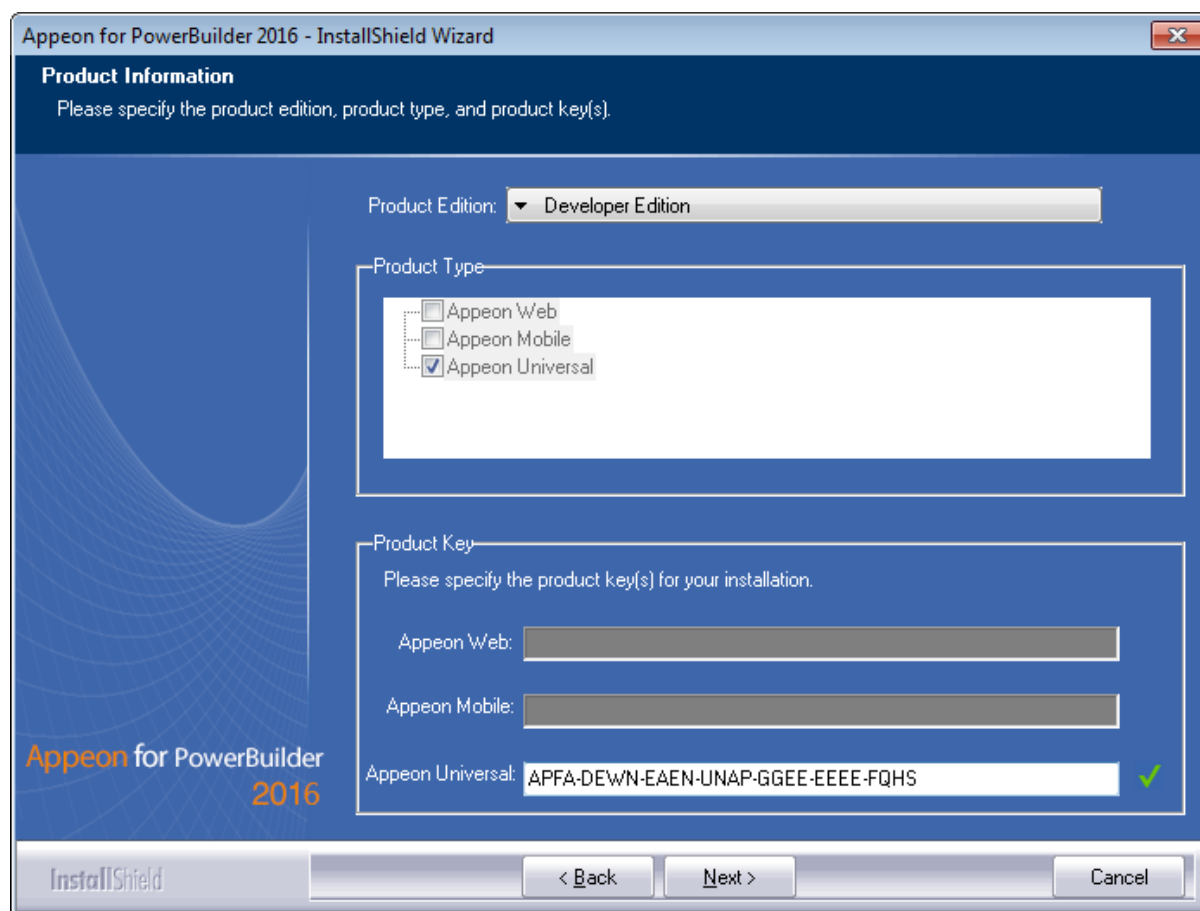 Appeon for PowerBuilder 2016 - InstallShield Wizard
Product Information
Please specify the product edition, product type, and product key(s).
Product Edition: Developer Edition
Product Type
Appeon Web
Appeon Mobile
Appeon Universal
Product Key
Please specify the product key(s) for your installation.
Appeon Web:
Appeon Mobile:
Appeon Universal: APFA-DEWN-EAEN-UNAP-GGEE-EEEE-FQHS
Appeon for PowerBuilder
2016
InstallShield
< Back
Next >
Cancel